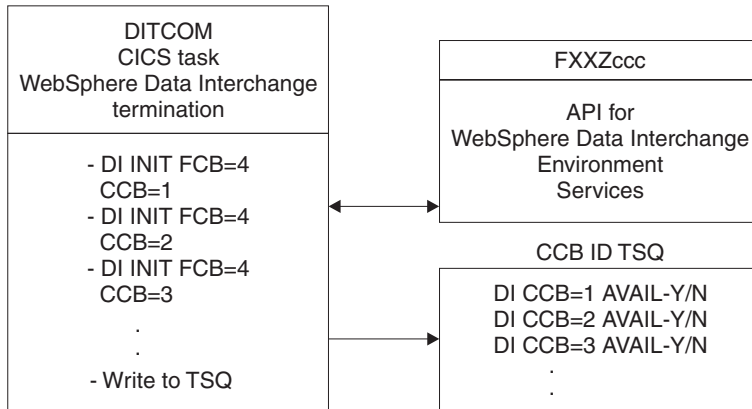 DITCOM
CICS task
WebSphere Data Interchange
termination
- DI INIT FCB=4
CCB=1
- DI INIT FCB=4
CCB=2
- DI INIT FCB=4
CCB=3
.
.
- Write to TSQ
FXXZccc
API for
WebSphere Data Interchange
Environment
Services
CCB ID TSQ
DI CCB=1 AVAIL-Y/N
DI CCB=2 AVAIL-Y/N
DI CCB=3 AVAIL-Y/N
.
.